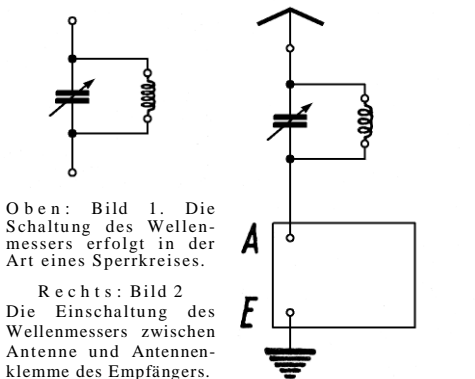 Oben: Bild 1. Die
Schaltung des Wellen-
messers erfolgt in der
Art eines Sperrkreises.
Rechts: Bild 2
Die Einschaltung des
Wellenmessers zwischen
Antenne und Antennen-
klemme des Empfängers.
A
E